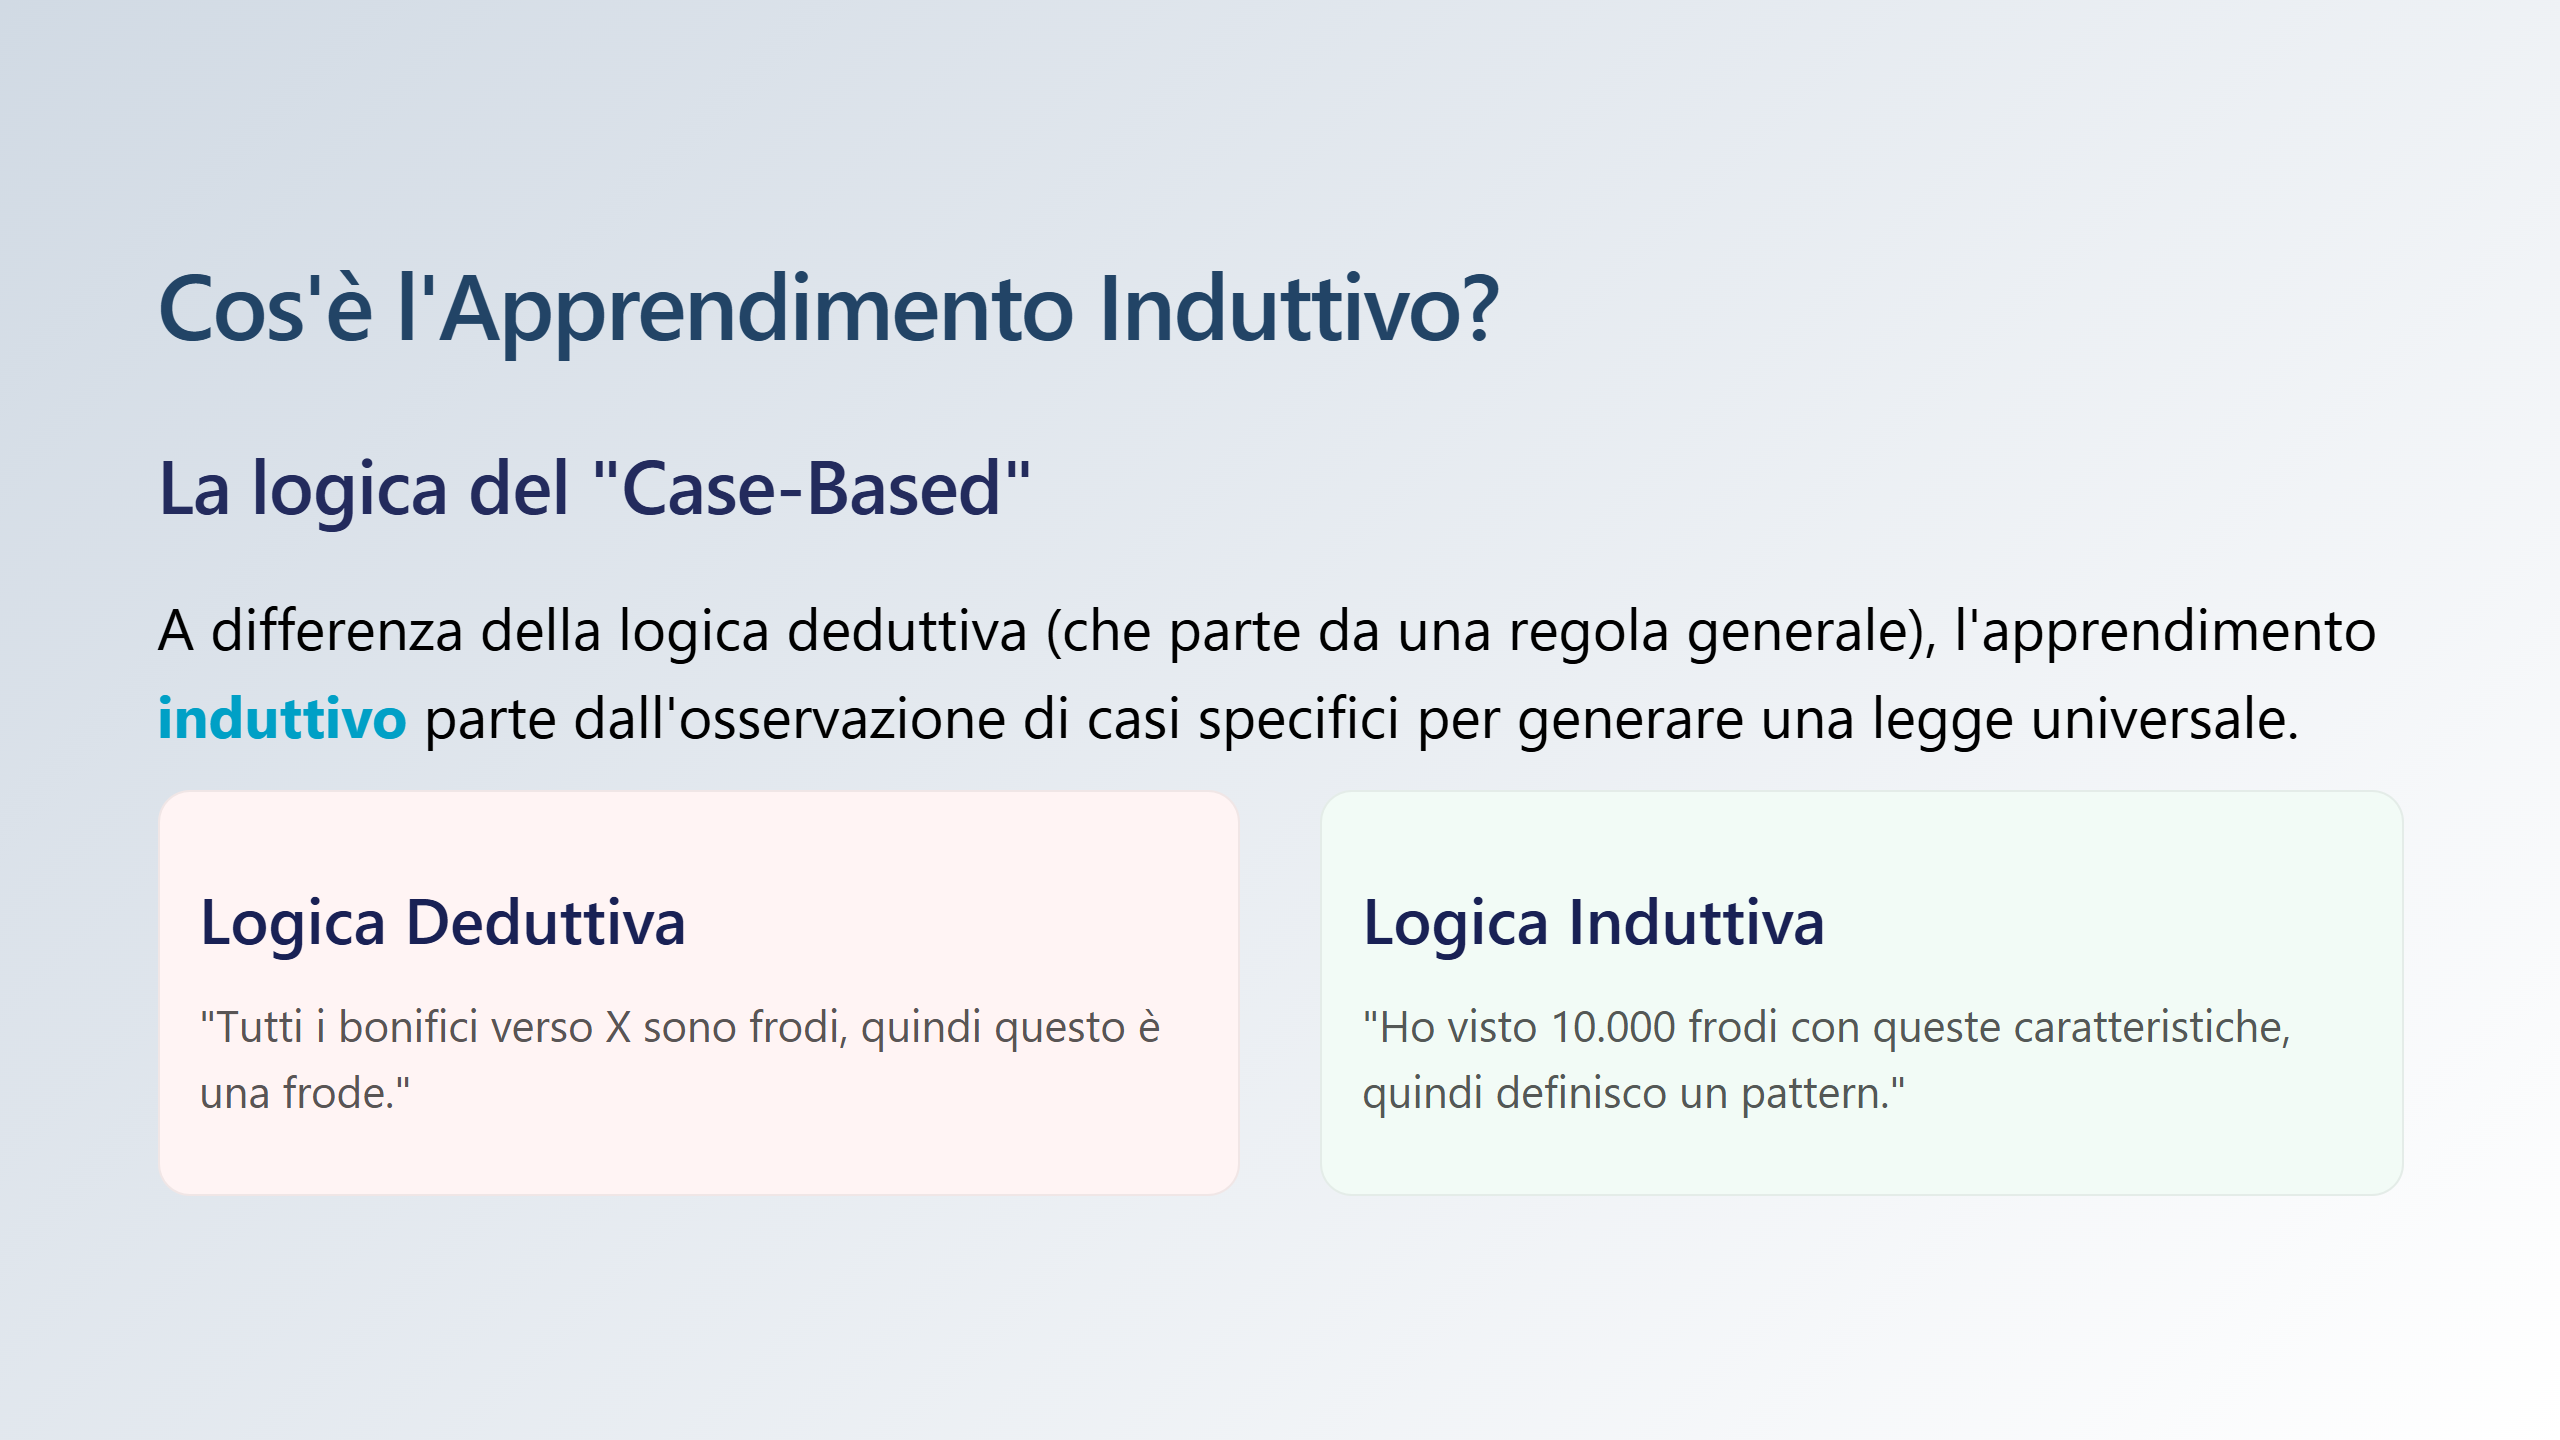 Cos'è l'Apprendimento Induttivo?
La logica del "Case-Based"
A differenza della logica deduttiva (che parte da una regola generale), l'apprendimento
induttivo parte dall'osservazione di casi specifici per generare una legge universale.
Logica Deduttiva
"Tutti i bonifici verso X sono frodi, quindi questo è
una frode."
Logica Induttiva
"Ho visto 10.000 frodi con queste caratteristiche,
quindi definisco un pattern."